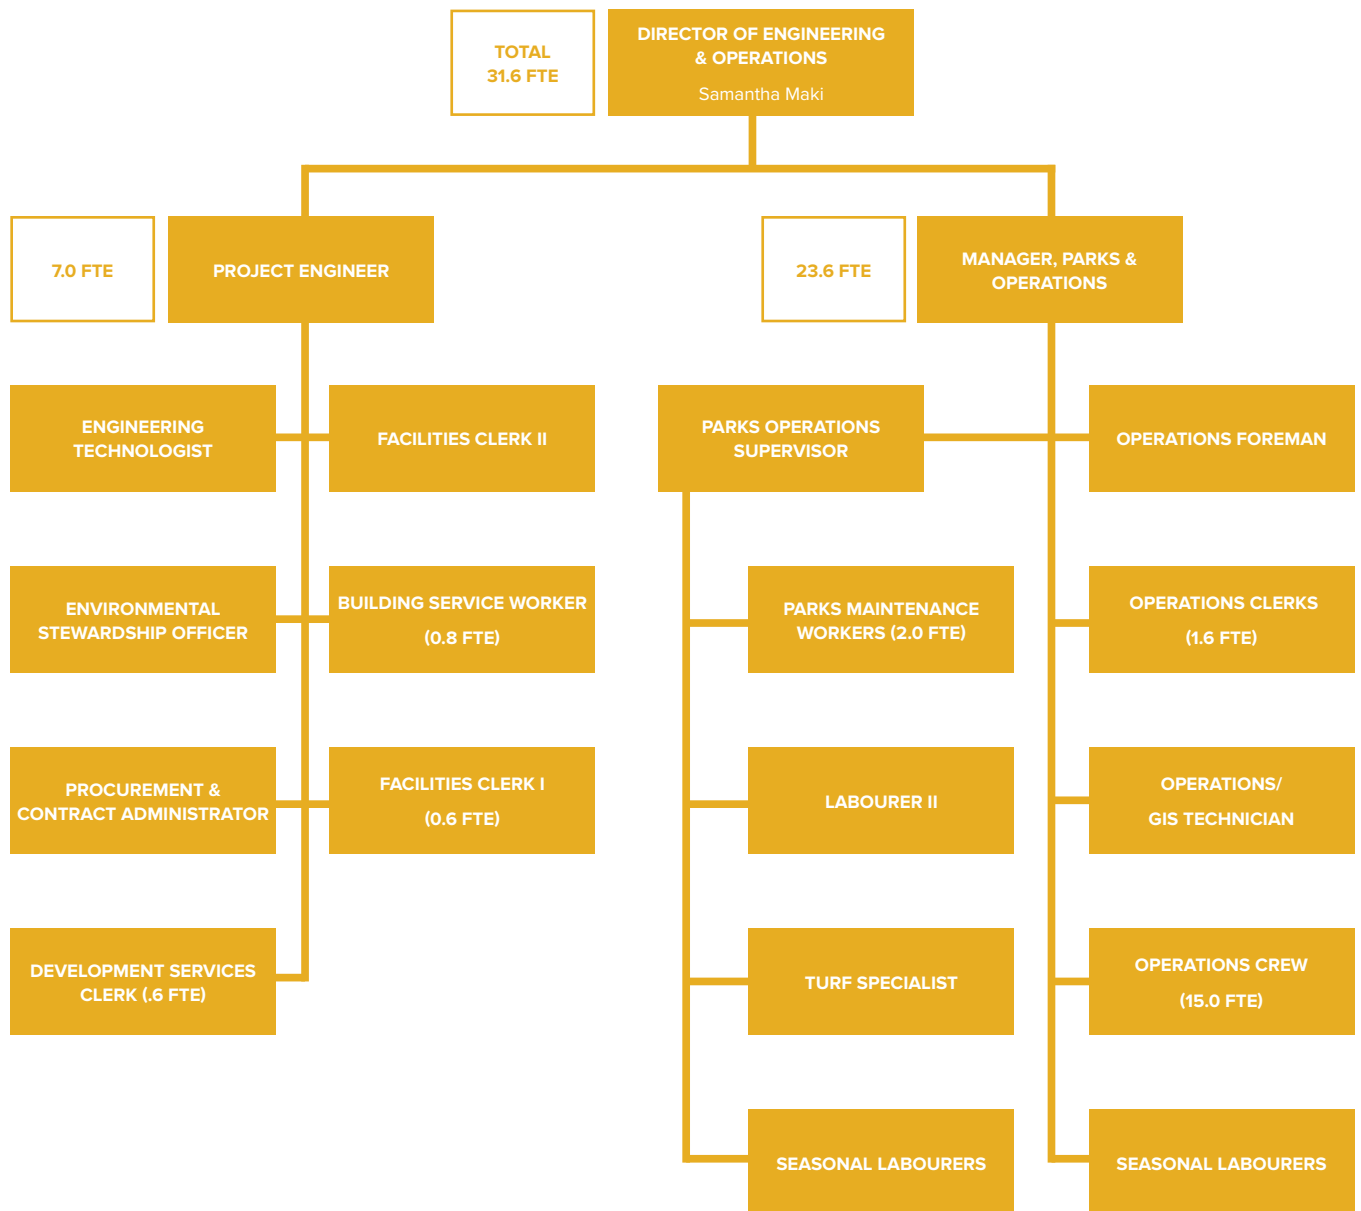 TOTAL
31.6 FTE
DIRECTOR OF ENGINEERING
& OPERATIONS
Samantha Maki
7.0 FTE
PROJECT ENGINEER
23.6 FTE
MANAGER, PARKS &
OPERATIONS
ENGINEERING
TECHNOLOGIST
FACILITIES CLERK II
PARKS OPERATIONS
SUPERVISOR
OPERATIONS FOREMAN
ENVIRONMENTAL
STEWARDSHIP OFFICER
BUILDING SERVICE WORKER
(0.8 FTE)
PARKS MAINTENANCE
WORKERS (2.0 FTE)
OPERATIONS CLERKS
(1.6 FTE)
PROCUREMENT &
CONTRACT ADMINISTRATOR
FACILITIES CLERK I
(0.6 FTE)
LABOURER II
OPERATIONS/
GIS TECHNICIAN
DEVELOPMENT SERVICES
CLERK (.6 FTE)
TURF SPECIALIST
OPERATIONS CREW
(15.0 FTE)
SEASONAL LABOURERS
SEASONAL LABOURERS